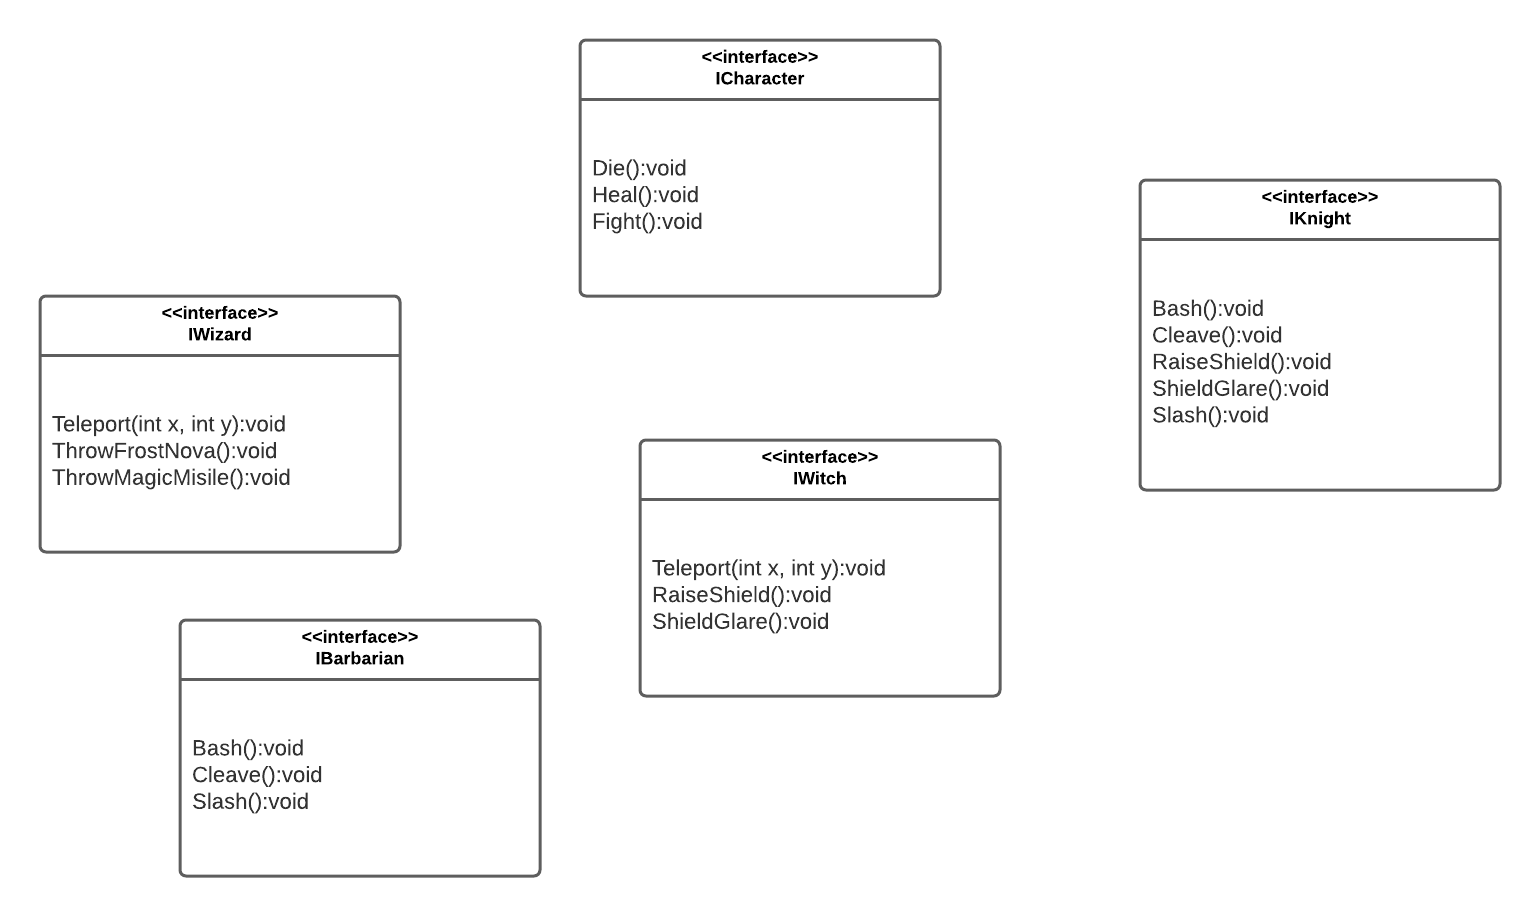 <<interface>>
ICharacter
Die():void
Heal():void
Fight():void
<<interface>>
IKnight
Bash():void
Cleave():void
RaiseShield():void
ShieldGlare():void
Slash():void
<<interface>>
IWizard
Teleport(int x, int y):void
ThrowFrostNova():void
ThrowMagicMisile():void
<<interface>>
IWitch
Teleport(int x, int y):void
RaiseShield():void
ShieldGlare():void
<<interface>>
IBarbarian
Bash():void
Cleave():void
Slash():void